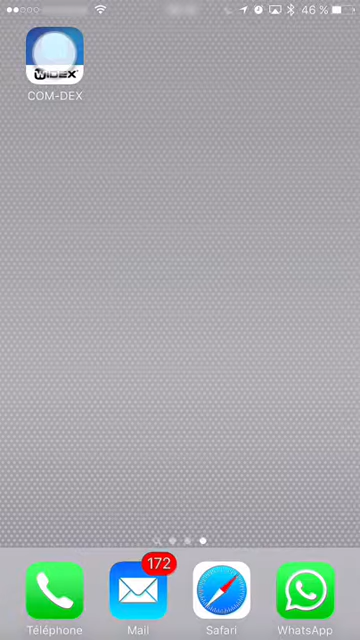 46 %
WIDEX
COM-DEX
172
Téléphone
Mail
Safari
WhatsApp